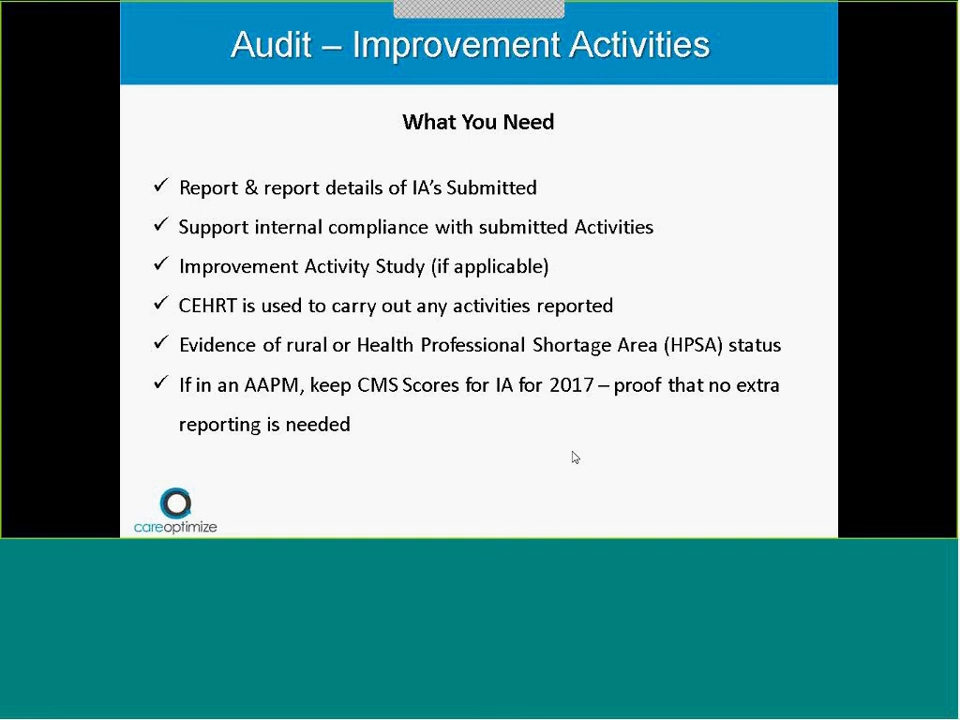 Audit – Improvement Activities
What You Need
✓ Report & report details of IA's Submitted
✓ Support internal compliance with submitted Activities
✓ Improvement Activity Study (if applicable)
✓ CEHRT is used to carry out any activities reported
✓ Evidence of rural or Health Professional Shortage Area (HPSA) status
✓ If in an AAPM, keep CMS Scores for IA for 2017 – proof that no extra
reporting is needed
careoptimize